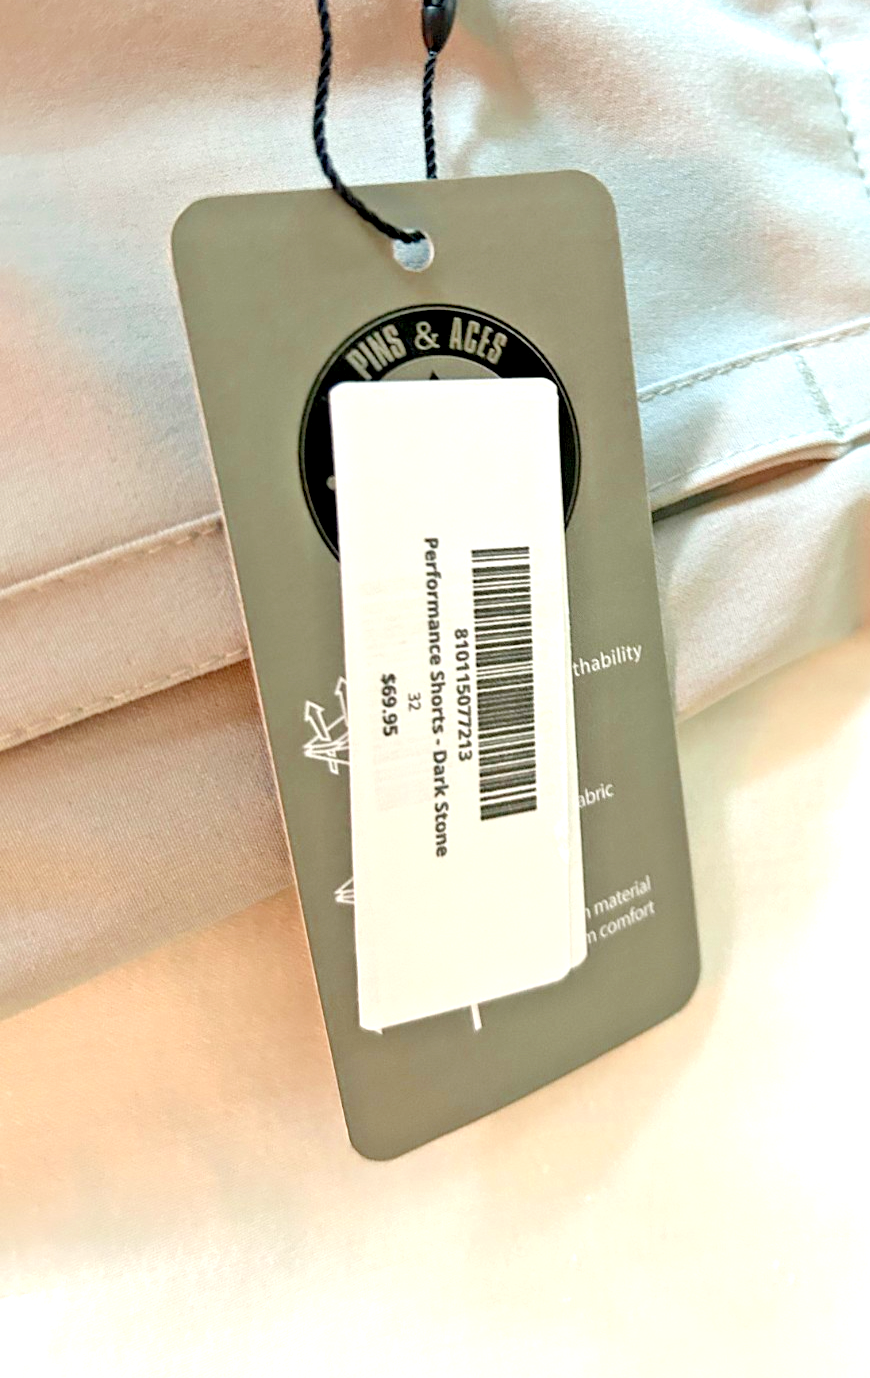 PINS & ACES
810115077213
Performance Shorts - Dark Stone
32
$69.95
thability
abric
material
m comfort